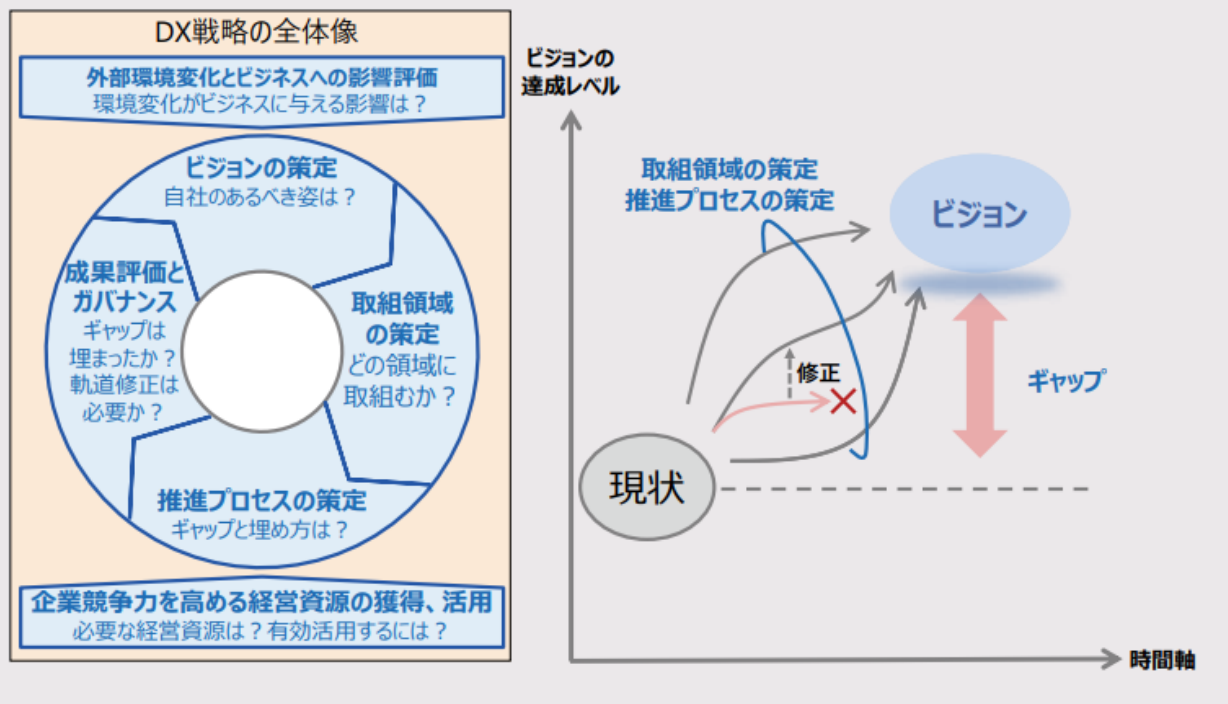 DX戦略の全体像
外部環境変化とビジネスへの影響評価
環境変化がビジネスに与える影響は？
ビジョンの策定
自社のあるべき姿は？
成果評価と
ガバナンス
ギャップは
埋まったか？
軌道修正は
必要か？
取組領域
の策定
どの領域に
取組むか？
推進プロセスの策定
ギャップと埋め方は？
企業競争力を高める経営資源の獲得、活用
必要な経営資源は？有効活用するには？
ビジョンの
達成レベル
取組領域の策定
推進プロセスの策定
ビジョン
修正
ギャップ
現状
時間軸